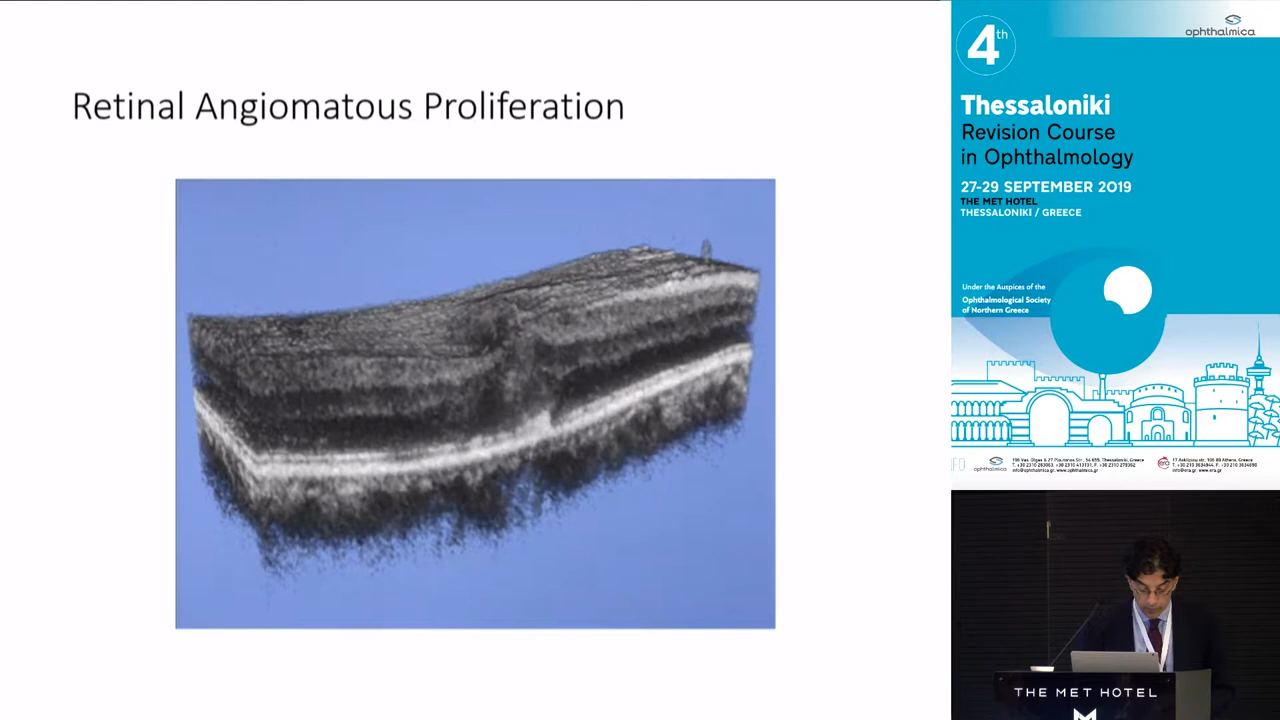 Retinal Angiomatous Proliferation
4th
ophthalmica
Thessaloniki
Revision Course
in Ophthalmology
27-29 SEPTEMBER 2019
THE MET HOTEL
THESSALONIKI / GREECE
Under the Auspices of the
Ophthalmological Society
of Northern Greece
ophthalmica
THE MET HOTEL